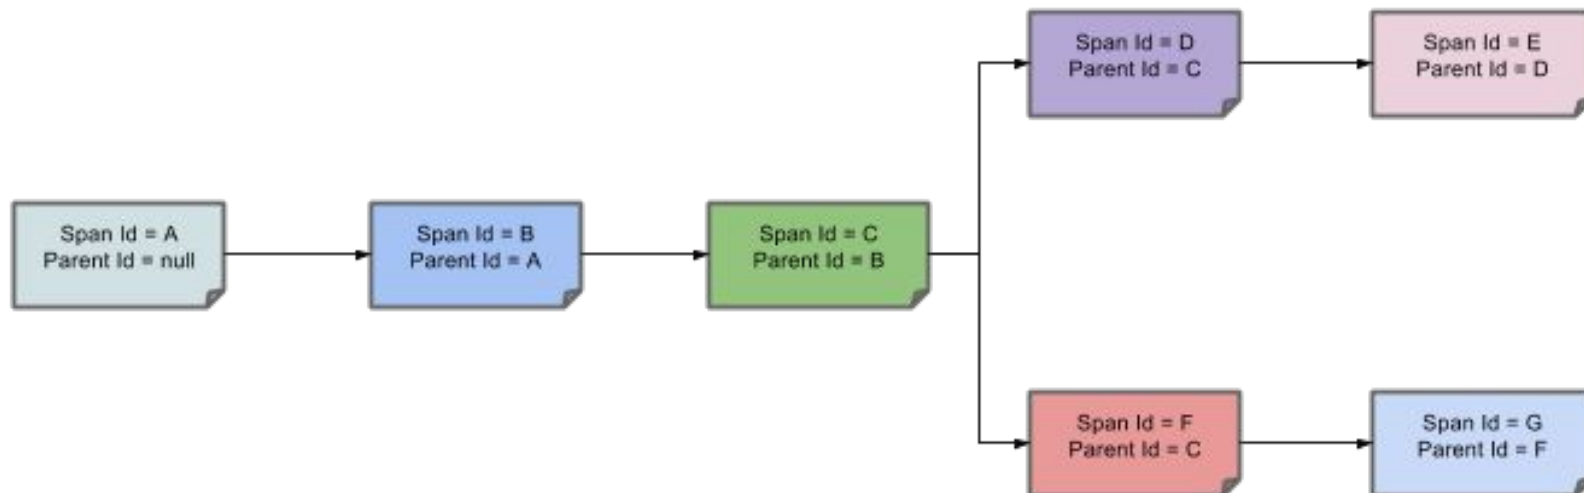 Span Id = A
Parent Id = null
Span Id = B
Parent Id = A
Span Id = C
Parent Id = B
Span Id = D
Parent Id = C
Span Id = E
Parent Id = D
Span Id = F
Parent Id = C
Span Id = G
Parent Id = F